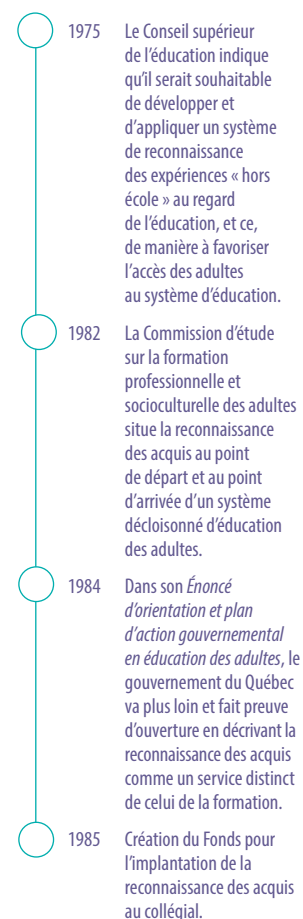 1975 Le Conseil supérieur
de l'éducation indique
qu'il serait souhaitable
de développer et
d'appliquer un système
de reconnaissance
des expériences « hors
école » au regard
de l'éducation, et ce,
de manière à favoriser
l'accès des adultes
au système d'éducation.
1982 La Commission d'étude
sur la formation
professionnelle et
socioculturelle des adultes
situe la reconnaissance
des acquis au point
de départ et au point
d'arrivée d'un système
décloisonné d'éducation
des adultes.
1984 Dans son Énoncé
d'orientation et plan
d'action gouvernemental
en éducation des adultes, le
gouvernement du Québec
va plus loin et fait preuve
d'ouverture en décrivant la
reconnaissance des acquis
comme un service distinct
de celui de la formation.
1985 Création du Fonds pour
l'implantation de la
reconnaissance des acquis
au collégial.